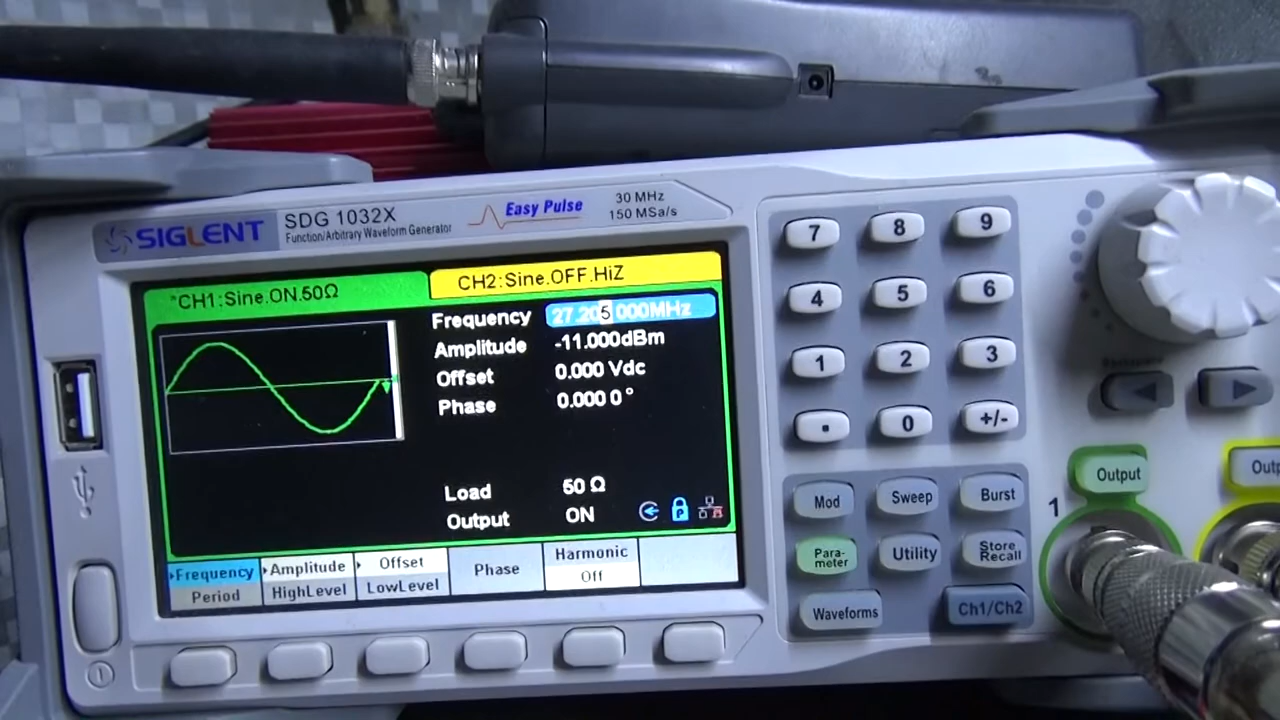 SIGLENT
SDG 1032X
Function/Arbitrary Waveform Generator
Easy Pulse
30 MHz
150 MSa/s
*CH1:Sine.ON.50Ω
CH2:Sine.OFF.HiZ
Frequency 27.205 000MHz
Amplitude -11.000dBm
Offset 0.000 Vdc
Phase 0.000 0 °
Load 50 Ω
Output ON
P
Frequency
Period
Amplitude
HighLevel
Offset
LowLevel
Phase
Harmonic
Off
7 8 9
4 5 6
1 2 3
. 0 +/-
Mod Sweep Burst
Para-
meter
Utility
Store
Recall
Waveforms Ch1/Ch2
Output
1